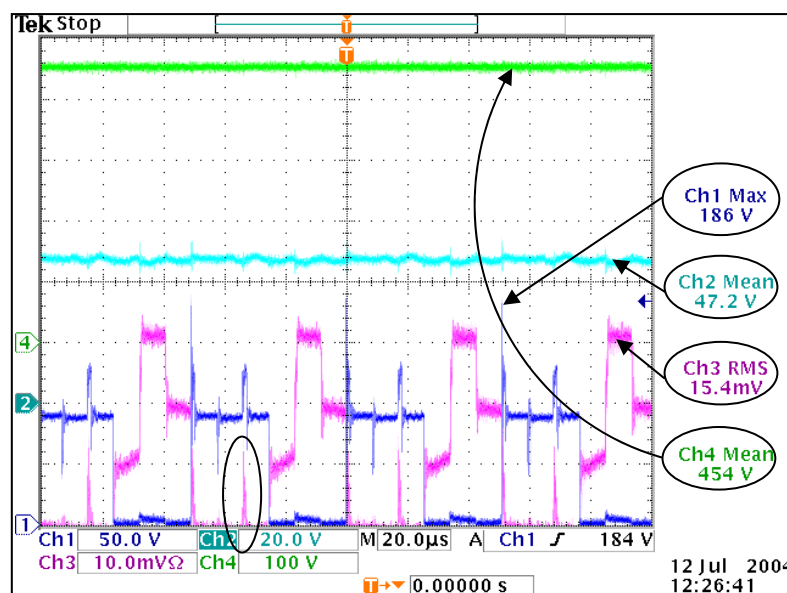 Tek Stop
T
T
Ch1 Max
186 V
Ch2 Mean
47.2 V
4
Ch3 RMS
15.4mV
2
Ch4 Mean
454 V
1
Ch1 50.0 V Ch2 20.0 V M 20.0µs A Ch1 184 V
Ch3 10.0mVΩ Ch4 100 V
12 Jul 2004
T 0.00000 s
12:26:41